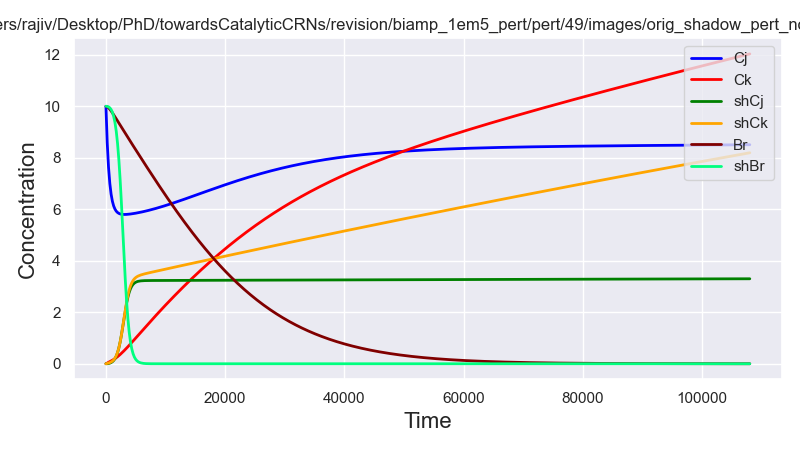 ers/rajiv/Desktop/PhD/towardsCatalyticCRNs/revision/biamp_1em5_pert/pert/49/images/orig_shadow_pert_no
12
10
8
6
4
2
0
Concentration
Cj
Ck
shCj
shCk
Br
shBr
0 20000 40000 60000 80000 100000
Time